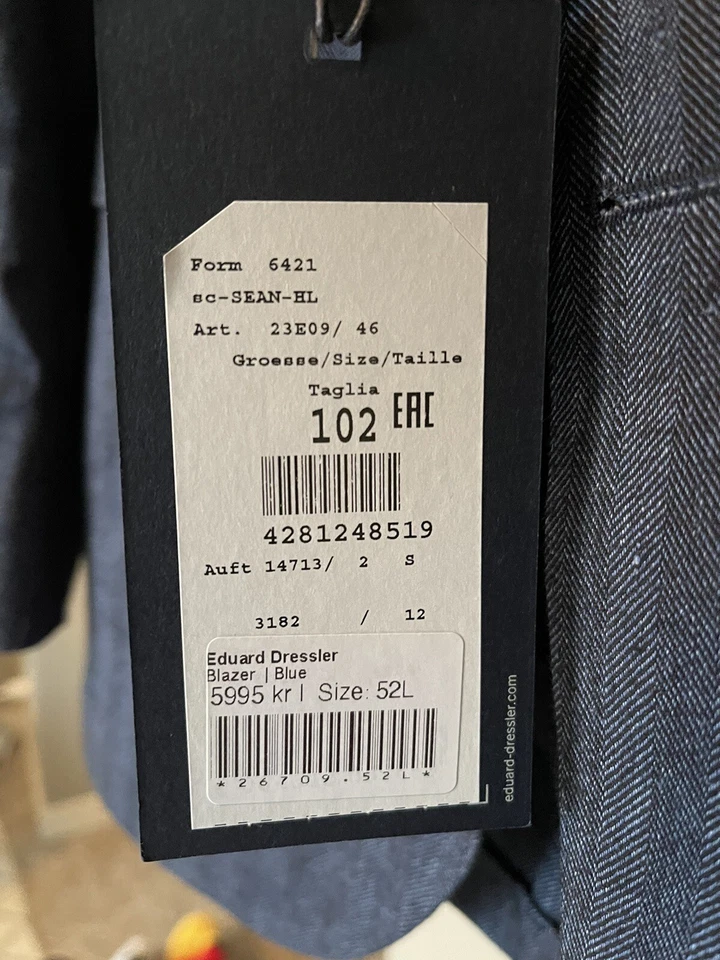 Form 6421
sc-SEAN-HL
Art. 23E09/ 46
Groesse/Size/Taille
Taglia
102 EAC
4281248519
Auft 14713/ 2 S
3182 / 12
Eduard Dressler
Blazer | Blue
5995 kr | Size: 52L
*26709.52L*
eduard-dressler.com